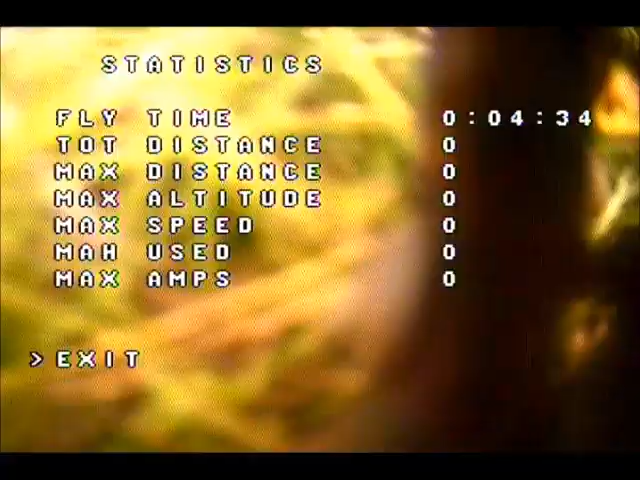 STATISTICS
FLY TIME 0:04:34
TOT DISTANCE 0
MAX DISTANCE 0
MAX ALTITUDE 0
MAX SPEED 0
MAH USED 0
MAX AMPS 0
> EXIT